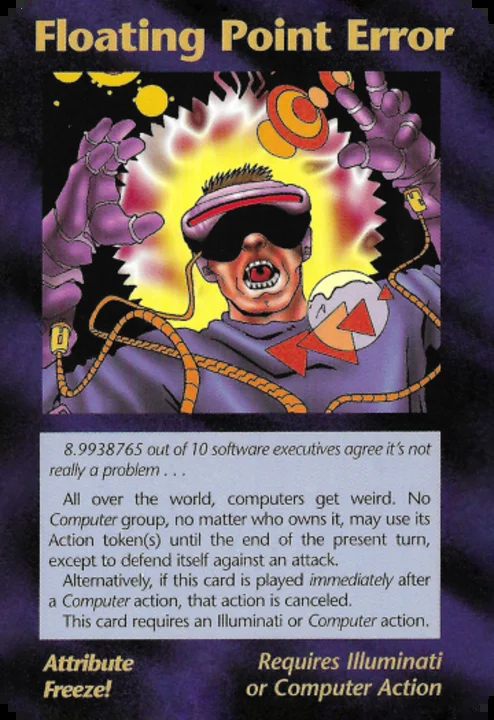 Floating Point Error
8.9938765 out of 10 software executives agree it's not
really a problem . . .
All over the world, computers get weird. No
Computer group, no matter who owns it, may use its
Action token(s) until the end of the present turn,
except to defend itself against an attack.
Alternatively, if this card is played immediately after
a Computer action, that action is canceled.
This card requires an Illuminati or Computer action.
Attribute
Freeze!
Requires Illuminati
or Computer Action